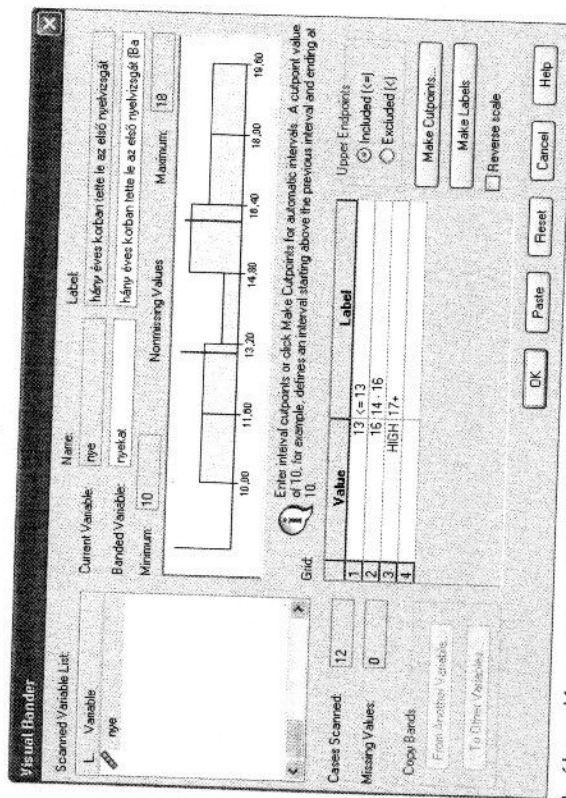 Visual Bander
Scanned Variable List:
L... Variable
nye
Cases Scanned: 12
Missing Values: 0
Copy Bands
From Another Variable...
To Other Variables...
Name: Label:
Current Variable: nye hány éves korban tette le az első nyelvizsgát
Banded Variable: nyekat hány éves korban tette le az első nyelvizsgát (Ba
Minimum: 10 Nonmissing Values Maximum: 18
10,00 11,60 13,20 14,80 16,40 18,00 19,60
Enter interval cutpoints or click Make Cutpoints for automatic intervals. A cutpoint value
of 10, for example, defines an interval starting above the previous interval and ending at
10.
Grid:
Value Label
1 13 <= 13
2 16 14 - 16
3 HIGH 17+
4
Upper Endpoints
Included (<=)
Excluded (<)
Make Cutpoints...
Make Labels
Reverse scale
OK Paste Reset Cancel Help